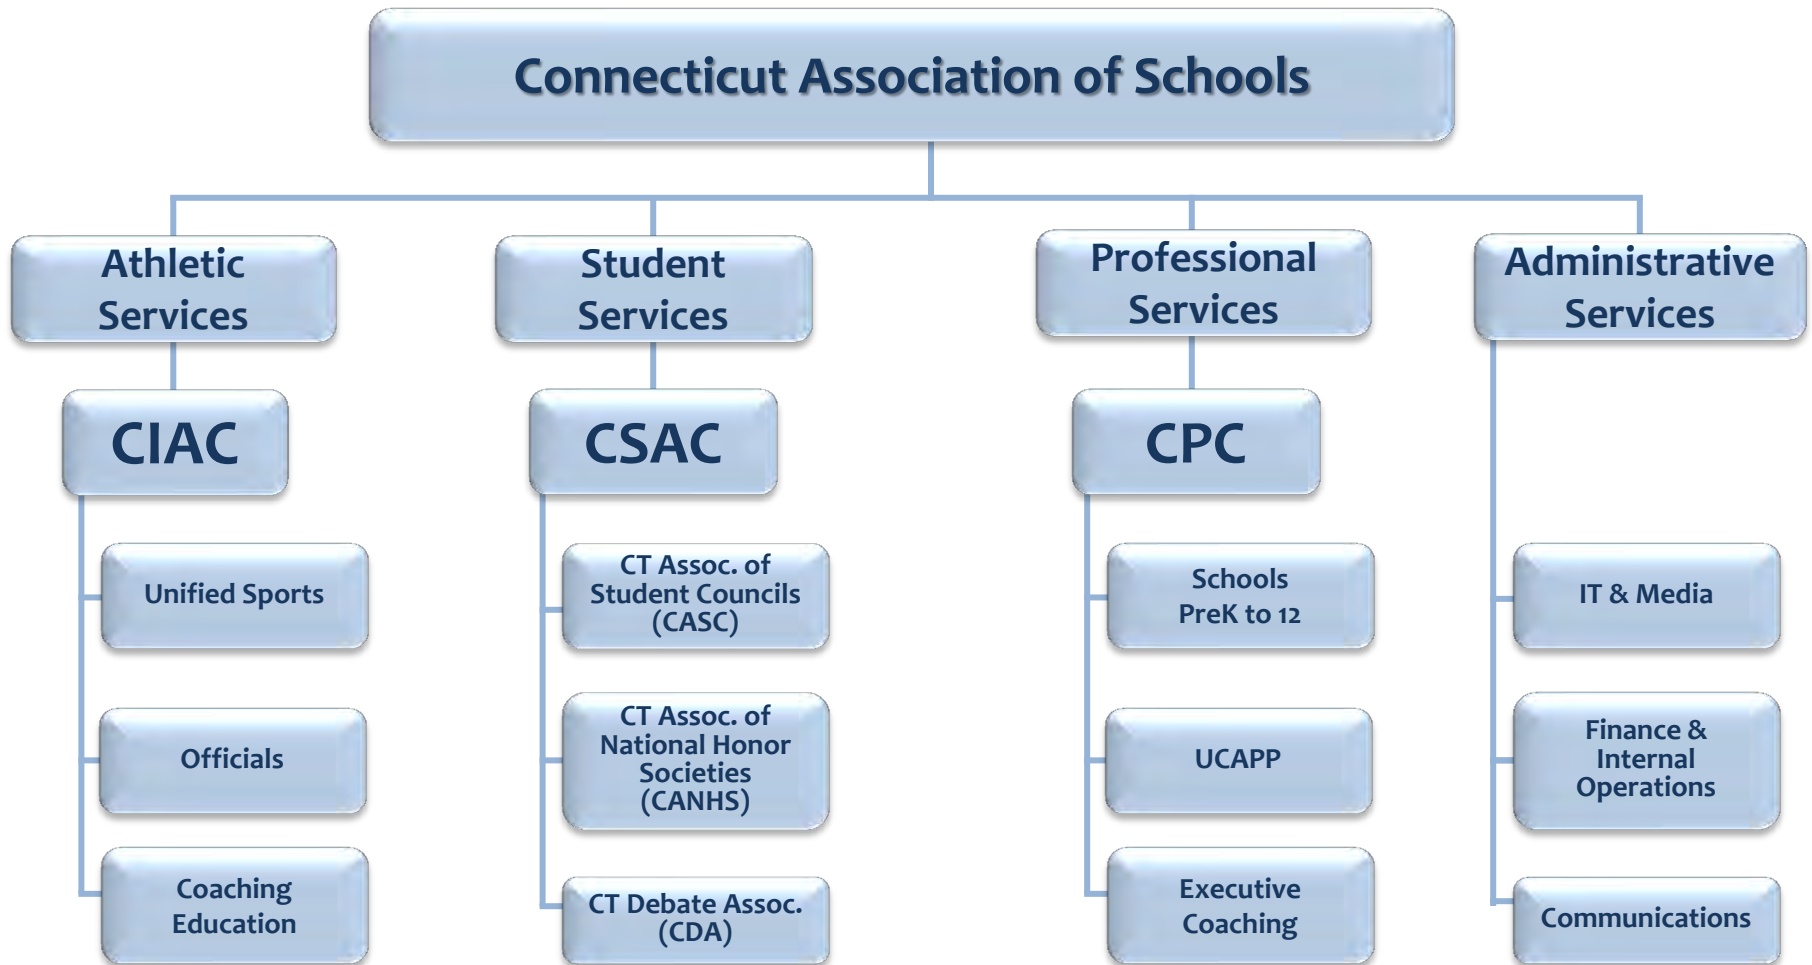 Connecticut Association of Schools
Athletic
Services
Student
Services
Professional
Services
Administrative
Services
CIAC
CSAC
CPC
Unified Sports
Officials
Coaching
Education
CT Assoc. of
Student Councils
(CASC)
CT Assoc. of
National Honor
Societies
(CANHS)
CT Debate Assoc.
(CDA)
Schools
PreK to 12
UCAPP
Executive
Coaching
IT & Media
Finance &
Internal
Operations
Communications